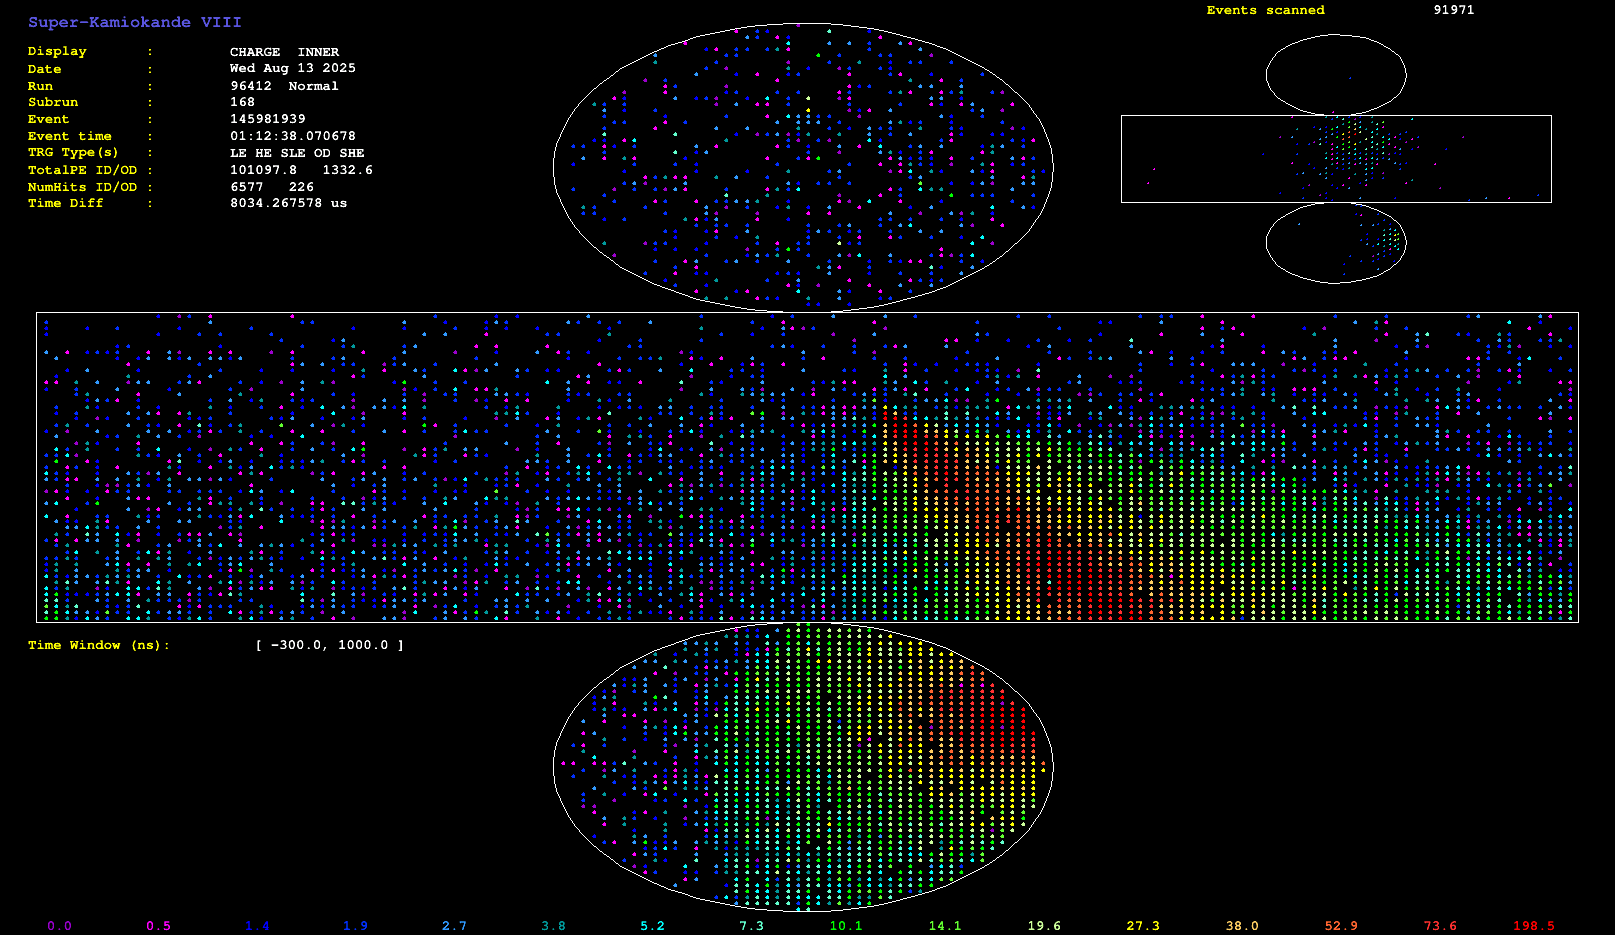 Super-Kamiokande VIII
Events scanned 91971
Display : CHARGE INNER
Date : Wed Aug 13 2025
Run : 96412 Normal
Subrun : 168
Event : 145981939
Event time : 01:12:38.070678
TRG Type(s) : LE HE SLE OD SHE
TotalPE ID/OD : 101097.8 1332.6
NumHits ID/OD : 6577 226
Time Diff : 8034.267578 us
Time Window (ns): [ -300.0, 1000.0 ]
0.0 0.5 1.4 1.9 2.7 3.8 5.2 7.3 10.1 14.1 19.6 27.3 38.0 52.9 73.6 198.5